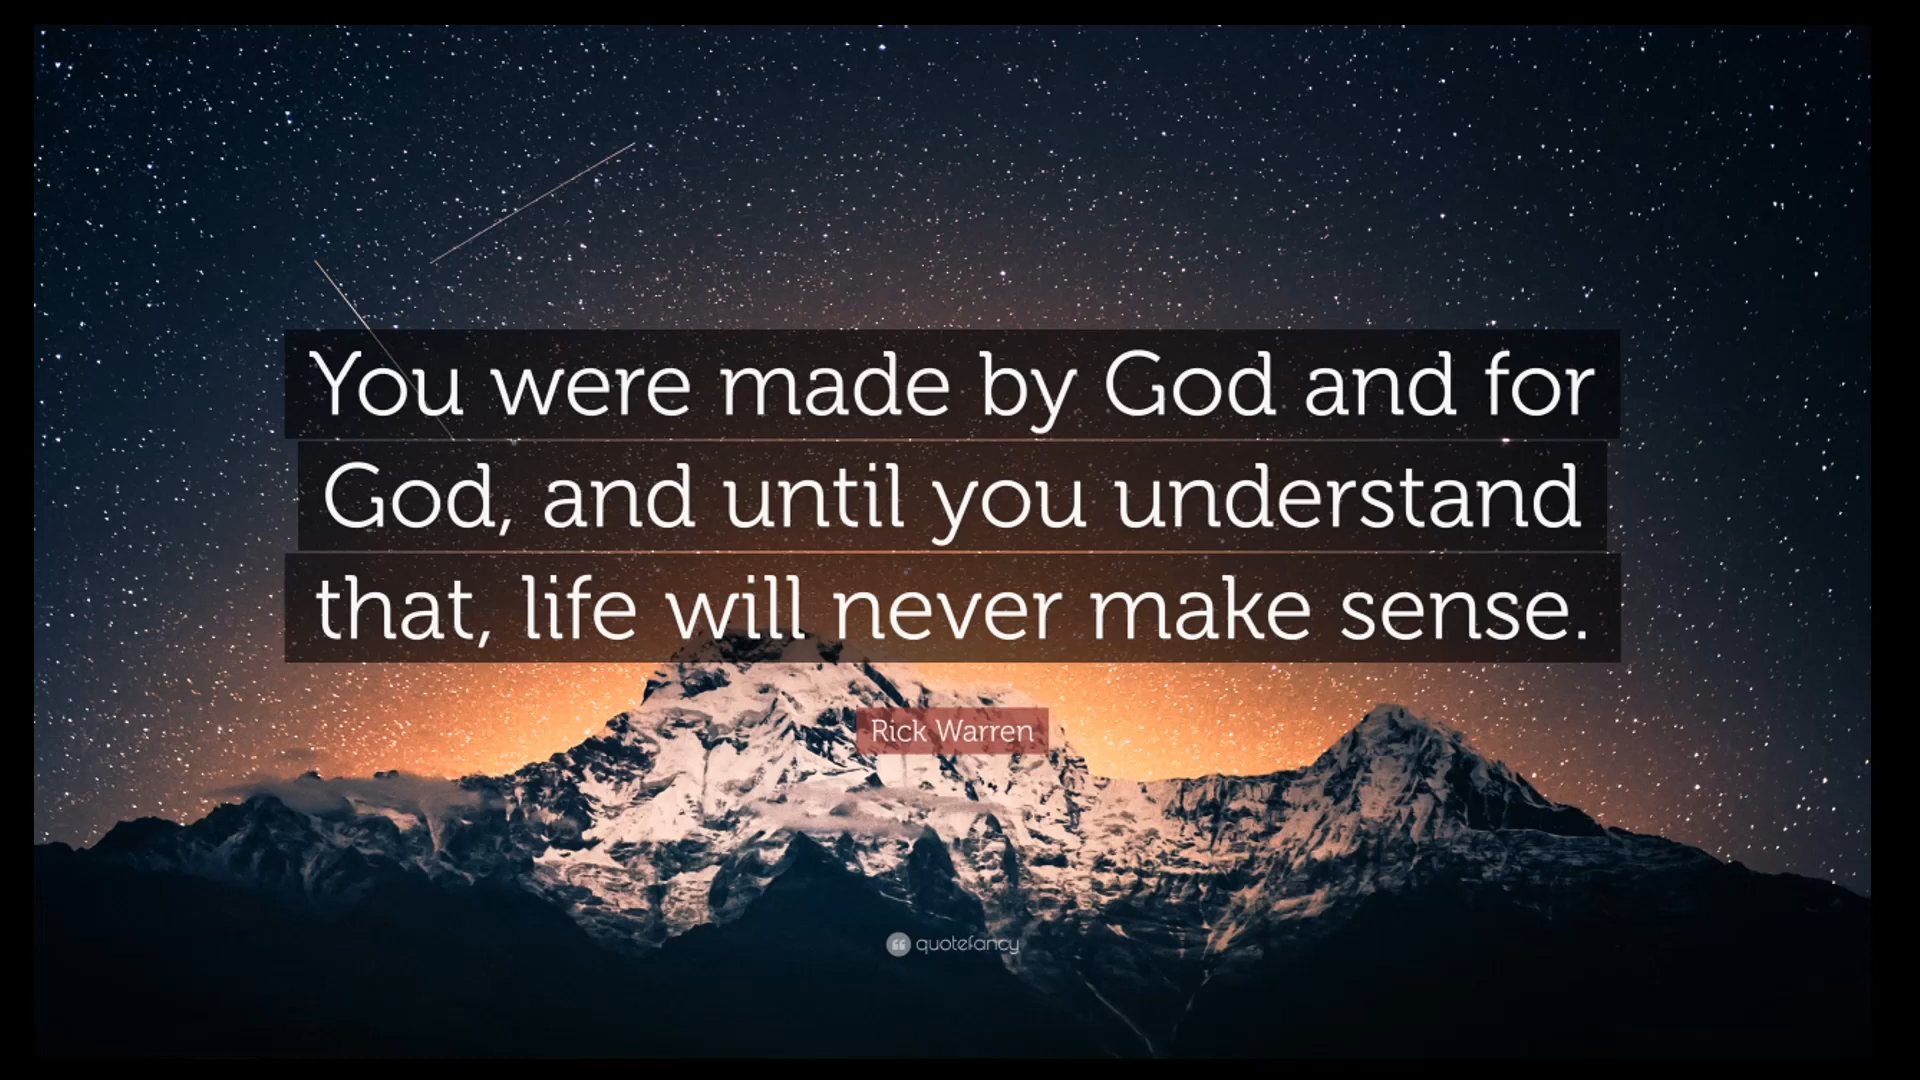 You were made by God and for
God, and until you understand
that, life will never make sense.
Rick Warren
quotefancy